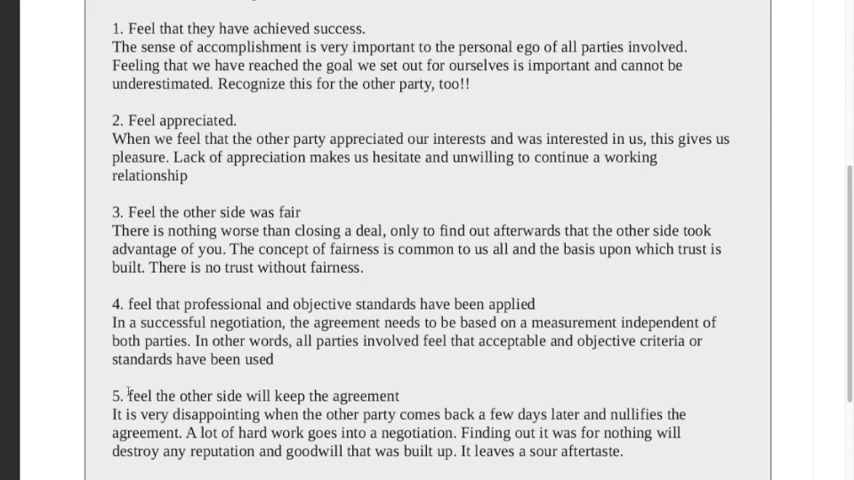 1. Feel that they have achieved success.
The sense of accomplishment is very important to the personal ego of all parties involved.
Feeling that we have reached the goal we set out for ourselves is important and cannot be
underestimated. Recognize this for the other party, too!!
2. Feel appreciated.
When we feel that the other party appreciated our interests and was interested in us, this gives us
pleasure. Lack of appreciation makes us hesitate and unwilling to continue a working
relationship
3. Feel the other side was fair
There is nothing worse than closing a deal, only to find out afterwards that the other side took
advantage of you. The concept of fairness is common to us all and the basis upon which trust is
built. There is no trust without fairness.
4. feel that professional and objective standards have been applied
In a successful negotiation, the agreement needs to be based on a measurement independent of
both parties. In other words, all parties involved feel that acceptable and objective criteria or
standards have been used
5. feel the other side will keep the agreement
It is very disappointing when the other party comes back a few days later and nullifies the
agreement. A lot of hard work goes into a negotiation. Finding out it was for nothing will
destroy any reputation and goodwill that was built up. It leaves a sour aftertaste.